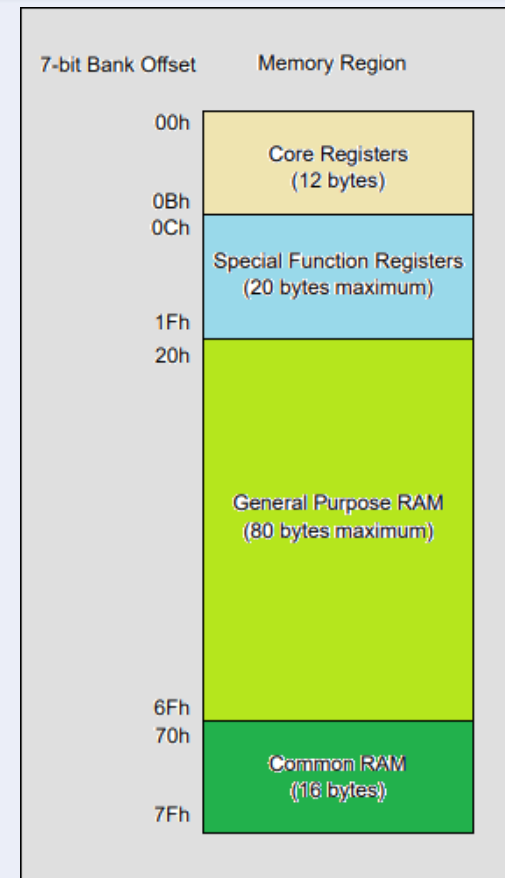 7-bit Bank Offset Memory Region
00h
Core Registers
(12 bytes)
0Bh
0Ch
Special Function Registers
(20 bytes maximum)
1Fh
20h
General Purpose RAM
(80 bytes maximum)
6Fh
70h
Common RAM
(16 bytes)
7Fh